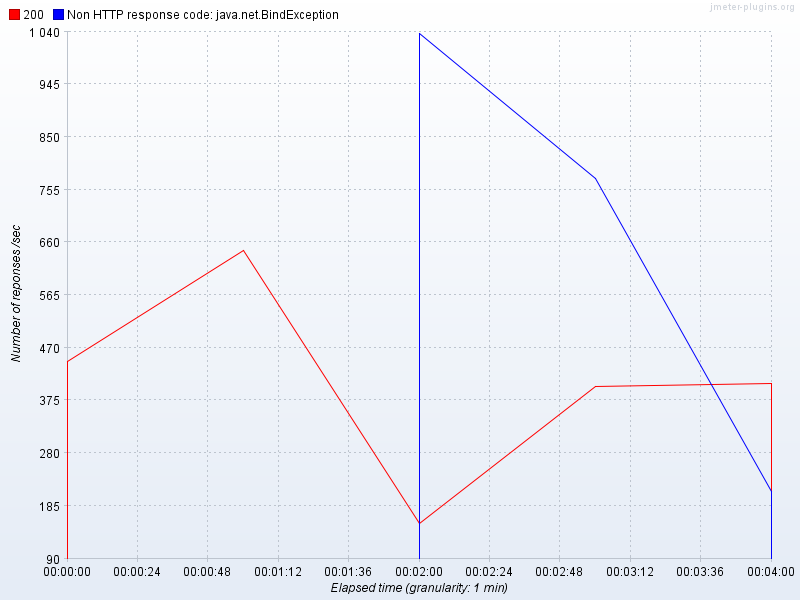 200 Non HTTP response code: java.net.BindException
jmeter-plugins.org
1 040
945
850
755
660
565
470
375
280
185
90
Number of reponses /sec
00:00:00 00:00:24 00:00:48 00:01:12 00:01:36 00:02:00 00:02:24 00:02:48 00:03:12 00:03:36 00:04:00
Elapsed time (granularity: 1 min)